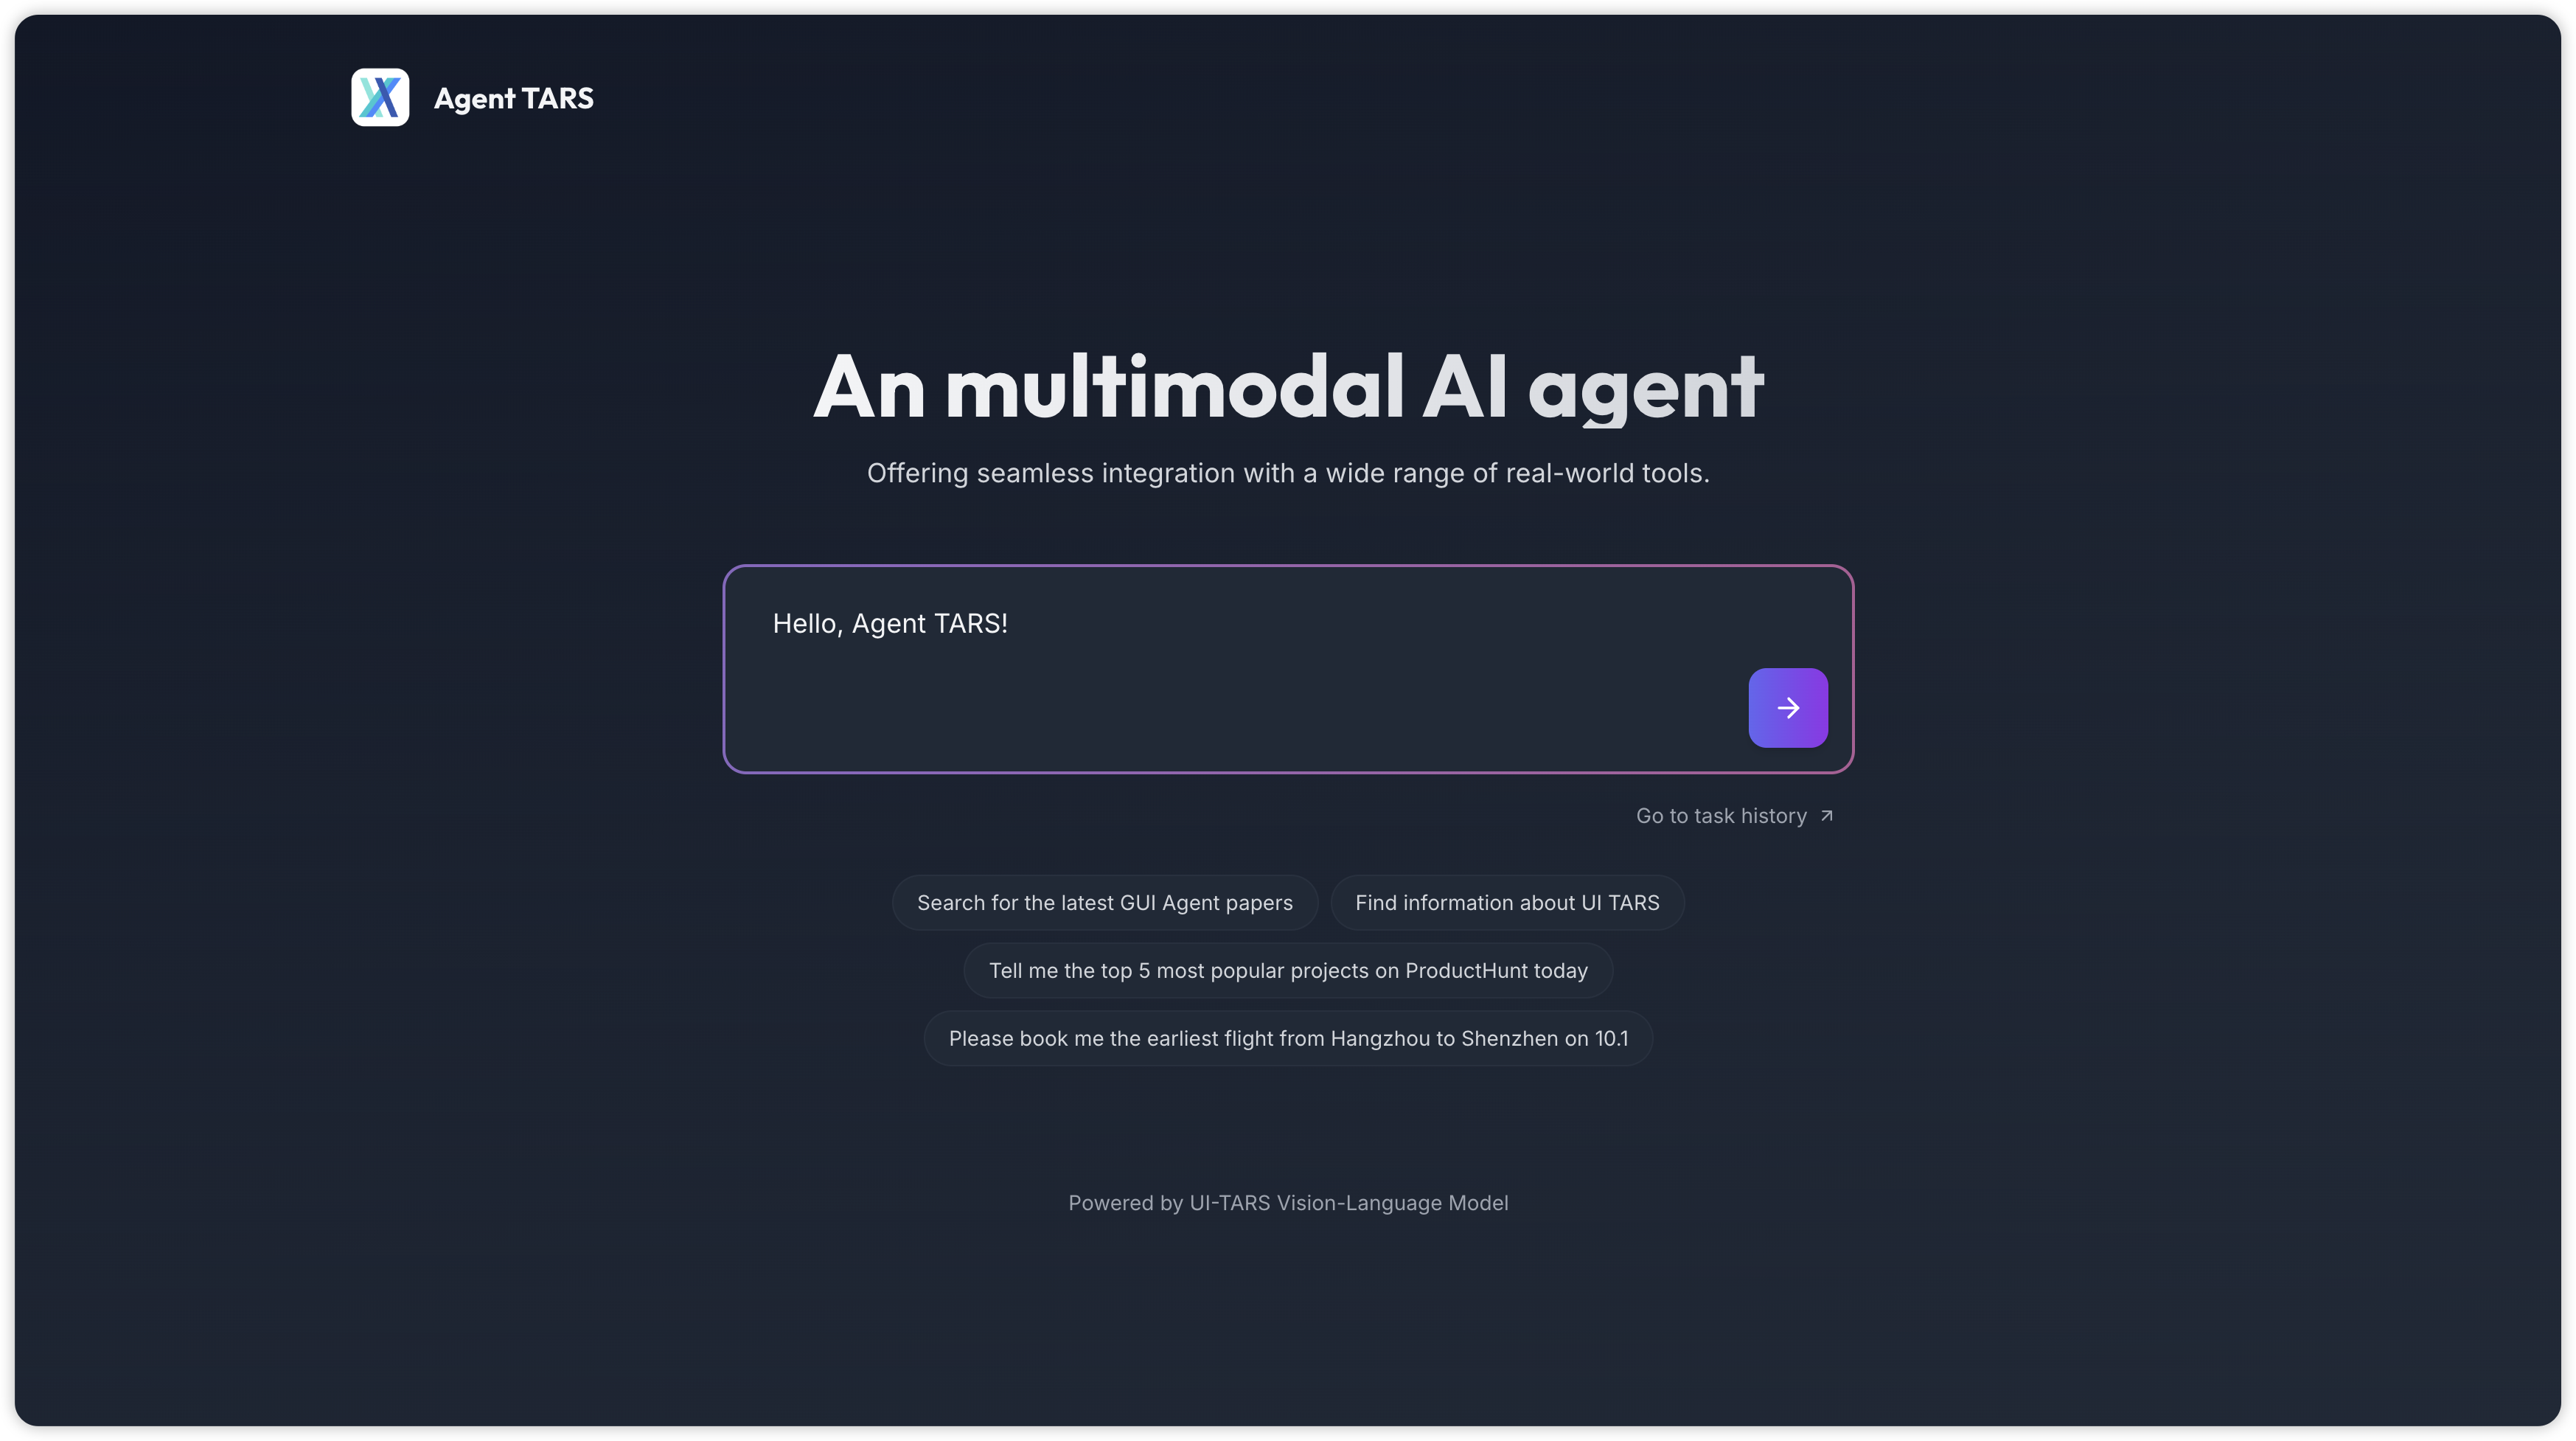 Agent TARS
An multimodal AI agent
Offering seamless integration with a wide range of real-world tools.
Hello, Agent TARS!
Go to task history
Search for the latest GUI Agent papers
Find information about UI TARS
Tell me the top 5 most popular projects on ProductHunt today
Please book me the earliest flight from Hangzhou to Shenzhen on 10.1
Powered by UI-TARS Vision-Language Model